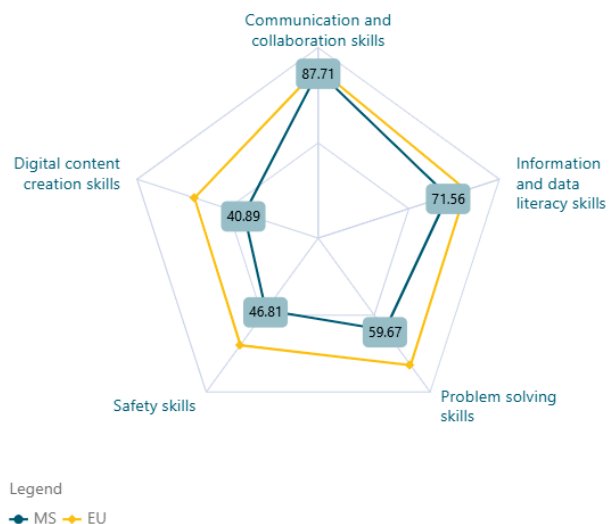 Communication and
collaboration skills
87.71
Digital content
creation skills
Information
and data
literacy skills
71.56
40.89
46.81
59.67
Safety skills
Problem solving
skills
Legend
MS EU